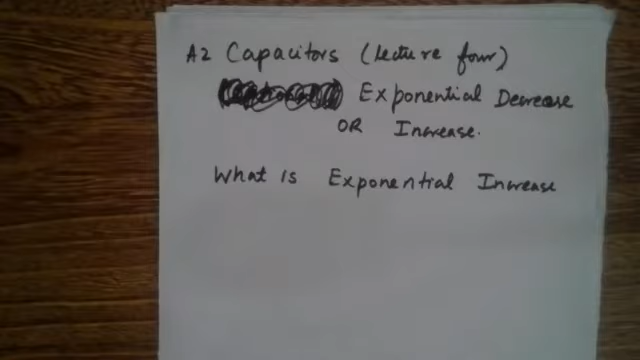 A2 Capacitors (lecture four)
Exponential Decrease
OR Increase.
What is Exponential Increase